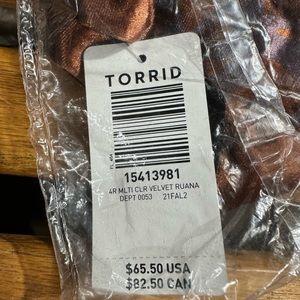 TORRID
15413981
4R MLTI CLR VELVET RUANA
DEPT 0053 21FAL2
$65.50 USA
$82.50 CAN